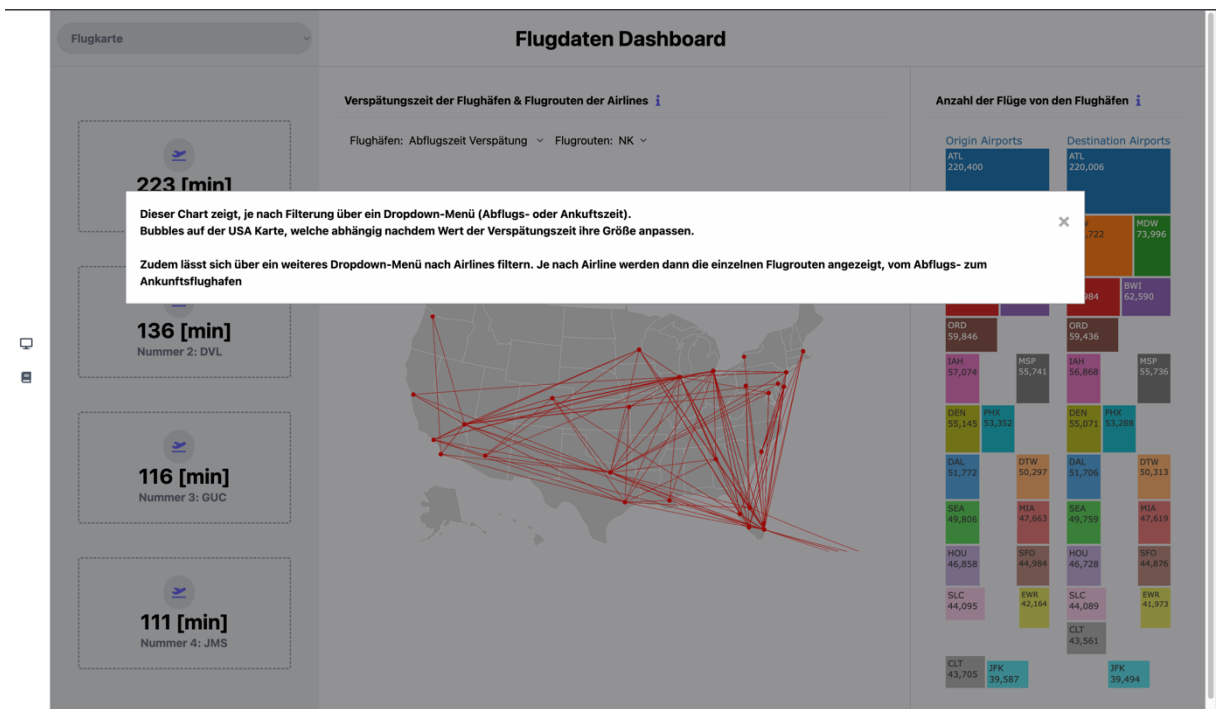 Flugkarte
Flugdaten Dashboard
Verspätungszeit der Flughäfen & Flugrouten der Airlines i
Flughäfen: Abflugszeit Verspätung Flugrouten: NK
223 [min]
Dieser Chart zeigt, je nach Filterung über ein Dropdown-Menü (Abflugs- oder Ankuftszeit).
Bubbles auf der USA Karte, welche abhängig nachdem Wert der Verspätungszeit ihre Größe anpassen.
Zudem lässt sich über ein weiteres Dropdown-Menü nach Airlines filtern. Je nach Airline werden dann die einzelnen Flugrouten angezeigt, vom Abflugs- zum
Ankunftsflughafen
×
136 [min]
Nummer 2: DVL
116 [min]
Nummer 3: GUC
111 [min]
Nummer 4: JMS
Anzahl der Flüge von den Flughäfen i
Origin Airports
ATL
220,400
ORD
59,846
IAH
57,074
MSP
55,741
DEN
55,145
PHX
53,352
DAL
51,772
DTW
50,297
SEA
49,806
MIA
47,663
HOU
46,858
SFO
44,984
SLC
44,095
EWR
42,164
CLT
43,705
JFK
39,587
Destination Airports
ATL
220,006
MDW
73,996
BWI
62,590
ORD
59,436
IAH
56,868
MSP
55,736
DEN
55,071
PHX
53,288
DAL
51,706
DTW
50,313
SEA
49,759
MIA
47,619
HOU
46,728
SFO
44,876
SLC
44,089
EWR
41,973
CLT
43,561
JFK
39,494